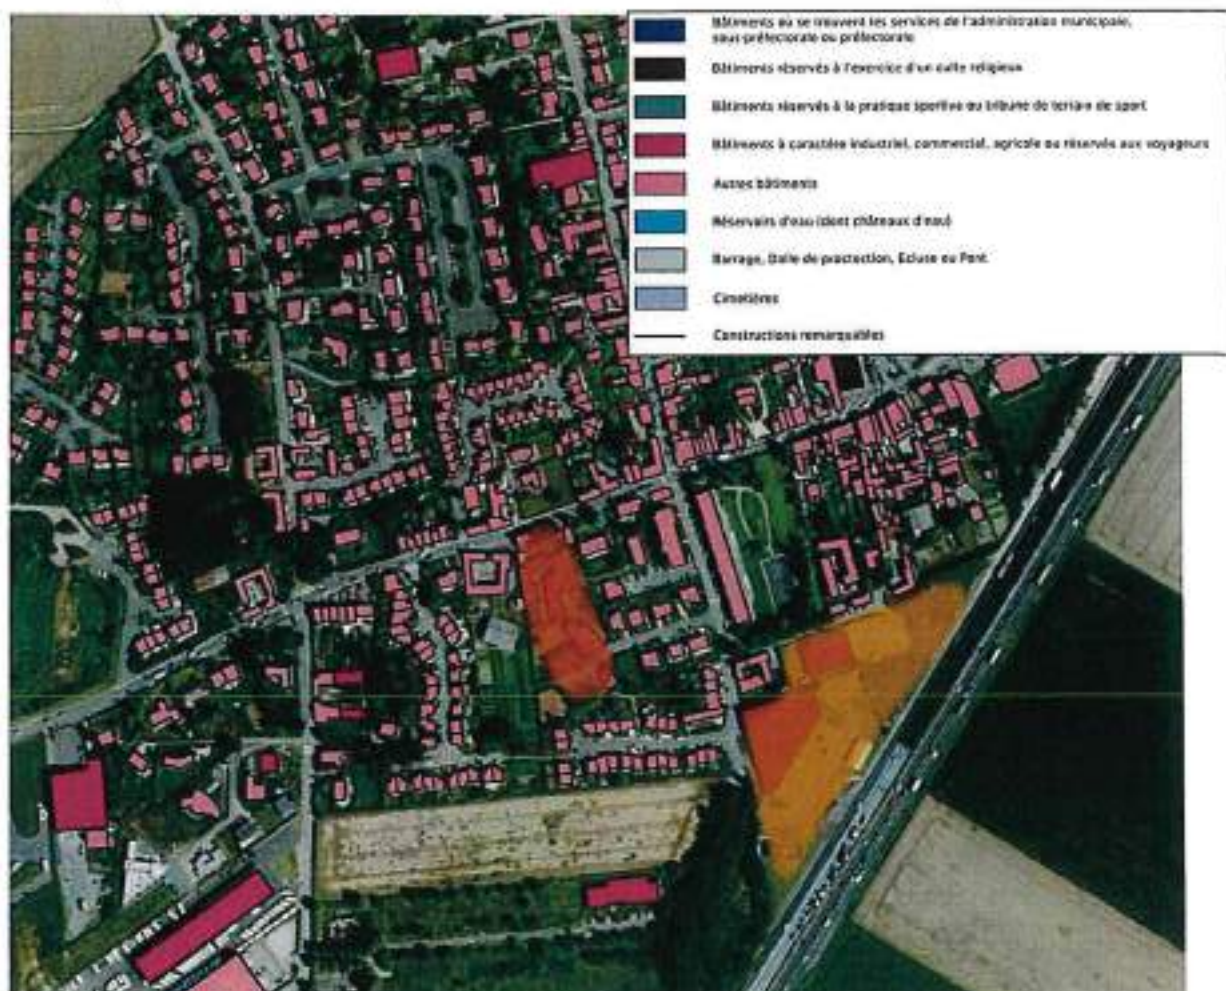 Bâtiments où se trouvent les services de l'administration municipale,
sous-préfectorale ou préfectorale
Bâtiments réservés à l'exercice d'un culte religieux
Bâtiments réservés à la pratique sportive ou tribune de terrain de sport
Bâtiments à caractère industriel, commercial, agricole ou réservés aux voyageurs
Autres bâtiments
Réservoirs d'eau (dont châteaux d'eau)
Barrage, Dalle de protection, Ecluse ou Pont
Cimetières
Constructions remarquables